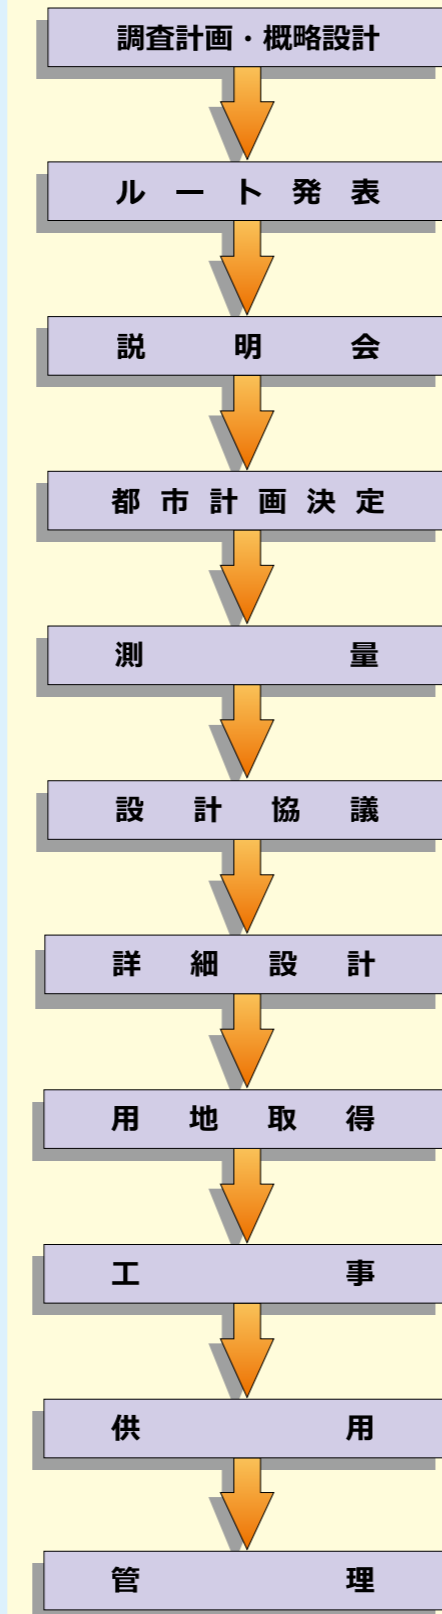 調査計画・概略設計
ルート発表
説明会
都市計画決定
測量
設計協議
詳細設計
用地取得
工事
供用
管理